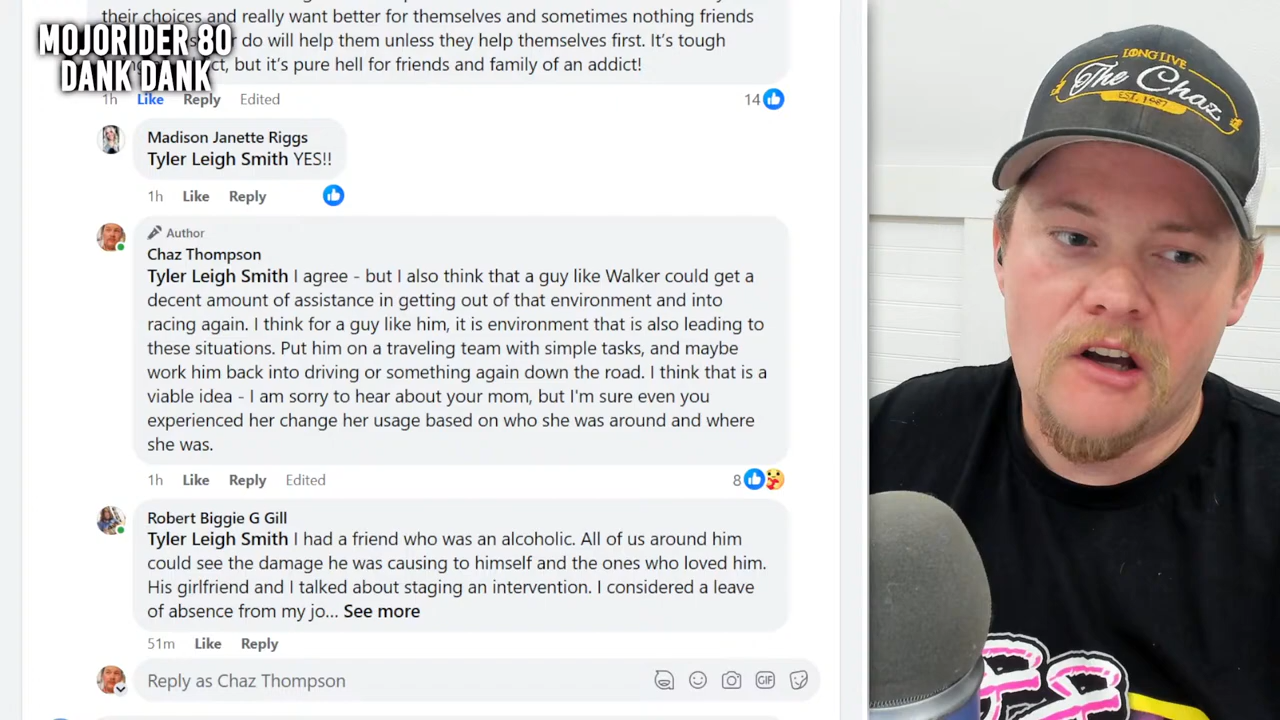 their choices and really want better for themselves and sometimes nothing friends
do will help them unless they help themselves first. It's tough
ct, but it's pure hell for friends and family of an addict!
MOJORIDER 80
DANK DANK
1h Like Reply Edited 14
Madison Janette Riggs
Tyler Leigh Smith YES!!
1h Like Reply
Author
Chaz Thompson
Tyler Leigh Smith I agree - but I also think that a guy like Walker could get a
decent amount of assistance in getting out of that environment and into
racing again. I think for a guy like him, it is environment that is also leading to
these situations. Put him on a traveling team with simple tasks, and maybe
work him back into driving or something again down the road. I think that is a
viable idea - I am sorry to hear about your mom, but I'm sure even you
experienced her change her usage based on who she was around and where
she was.
1h Like Reply Edited 8
Robert Biggie G Gill
Tyler Leigh Smith I had a friend who was an alcoholic. All of us around him
could see the damage he was causing to himself and the ones who loved him.
His girlfriend and I talked about staging an intervention. I considered a leave
of absence from my jo... See more
51m Like Reply
Reply as Chaz Thompson
GIF
LONG LIVE
The Chaz
EST. 1987